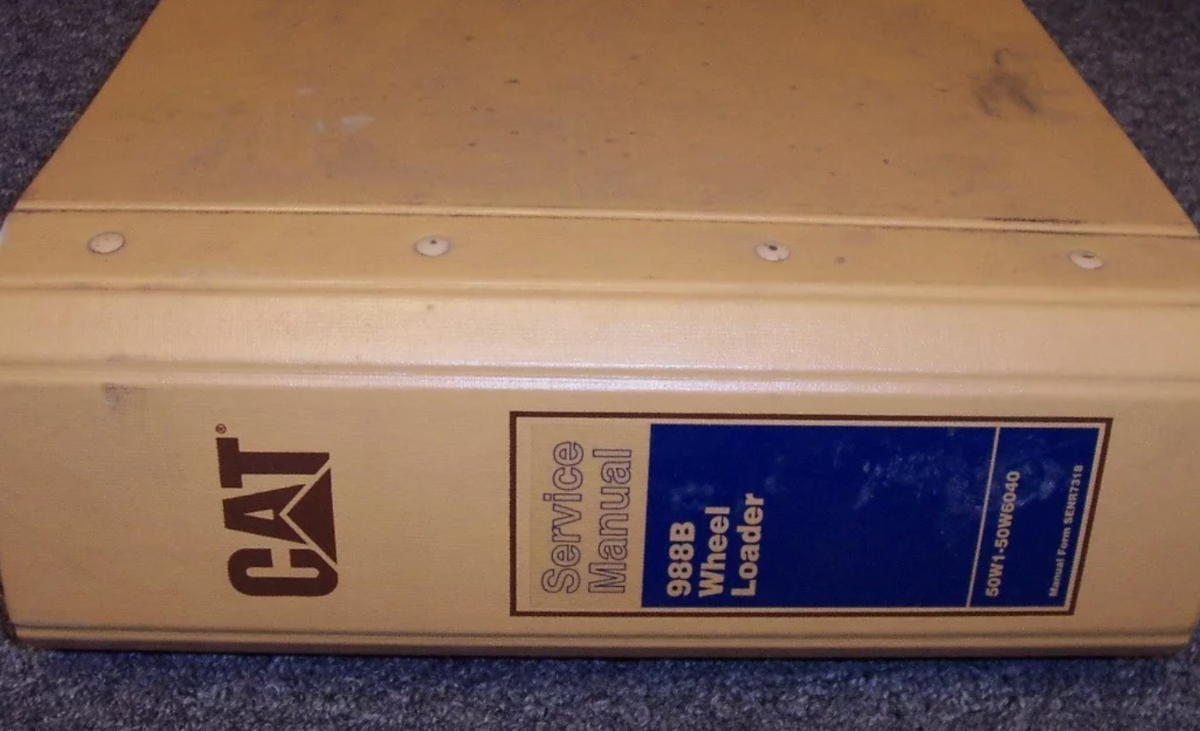 CAT®
Service
Manual
988B
Wheel
Loader
50W1-50W6040
Manual Form SENR7318